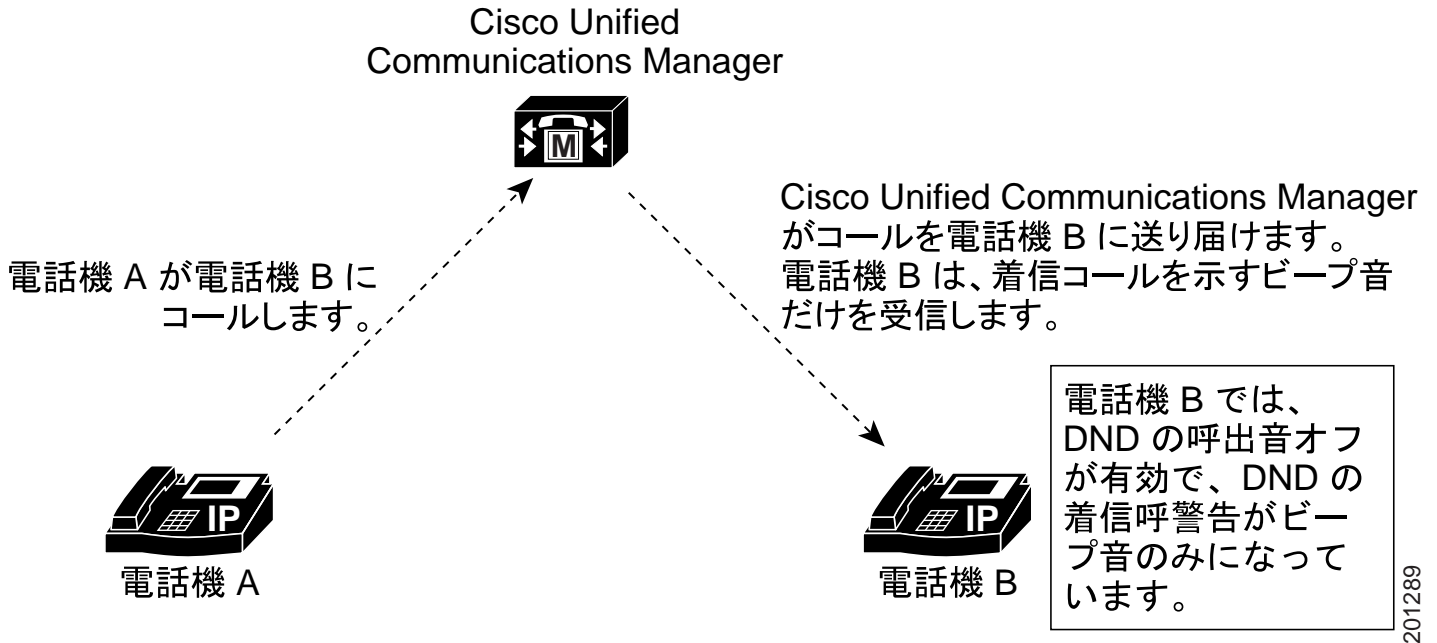 Cisco Unified
Communications Manager
M
Cisco Unified Communications Manager
がコールを電話機 B に送り届けます。
電話機 B は、着信コールを示すビープ音
だけを受信します。
電話機 A が電話機 B に
コールします。
電話機 B では、
DND の呼出音オフ
が有効で、DND の
着信呼警告がビー
プ音のみになって
います。
IP
電話機 A
IP
電話機 B
201289